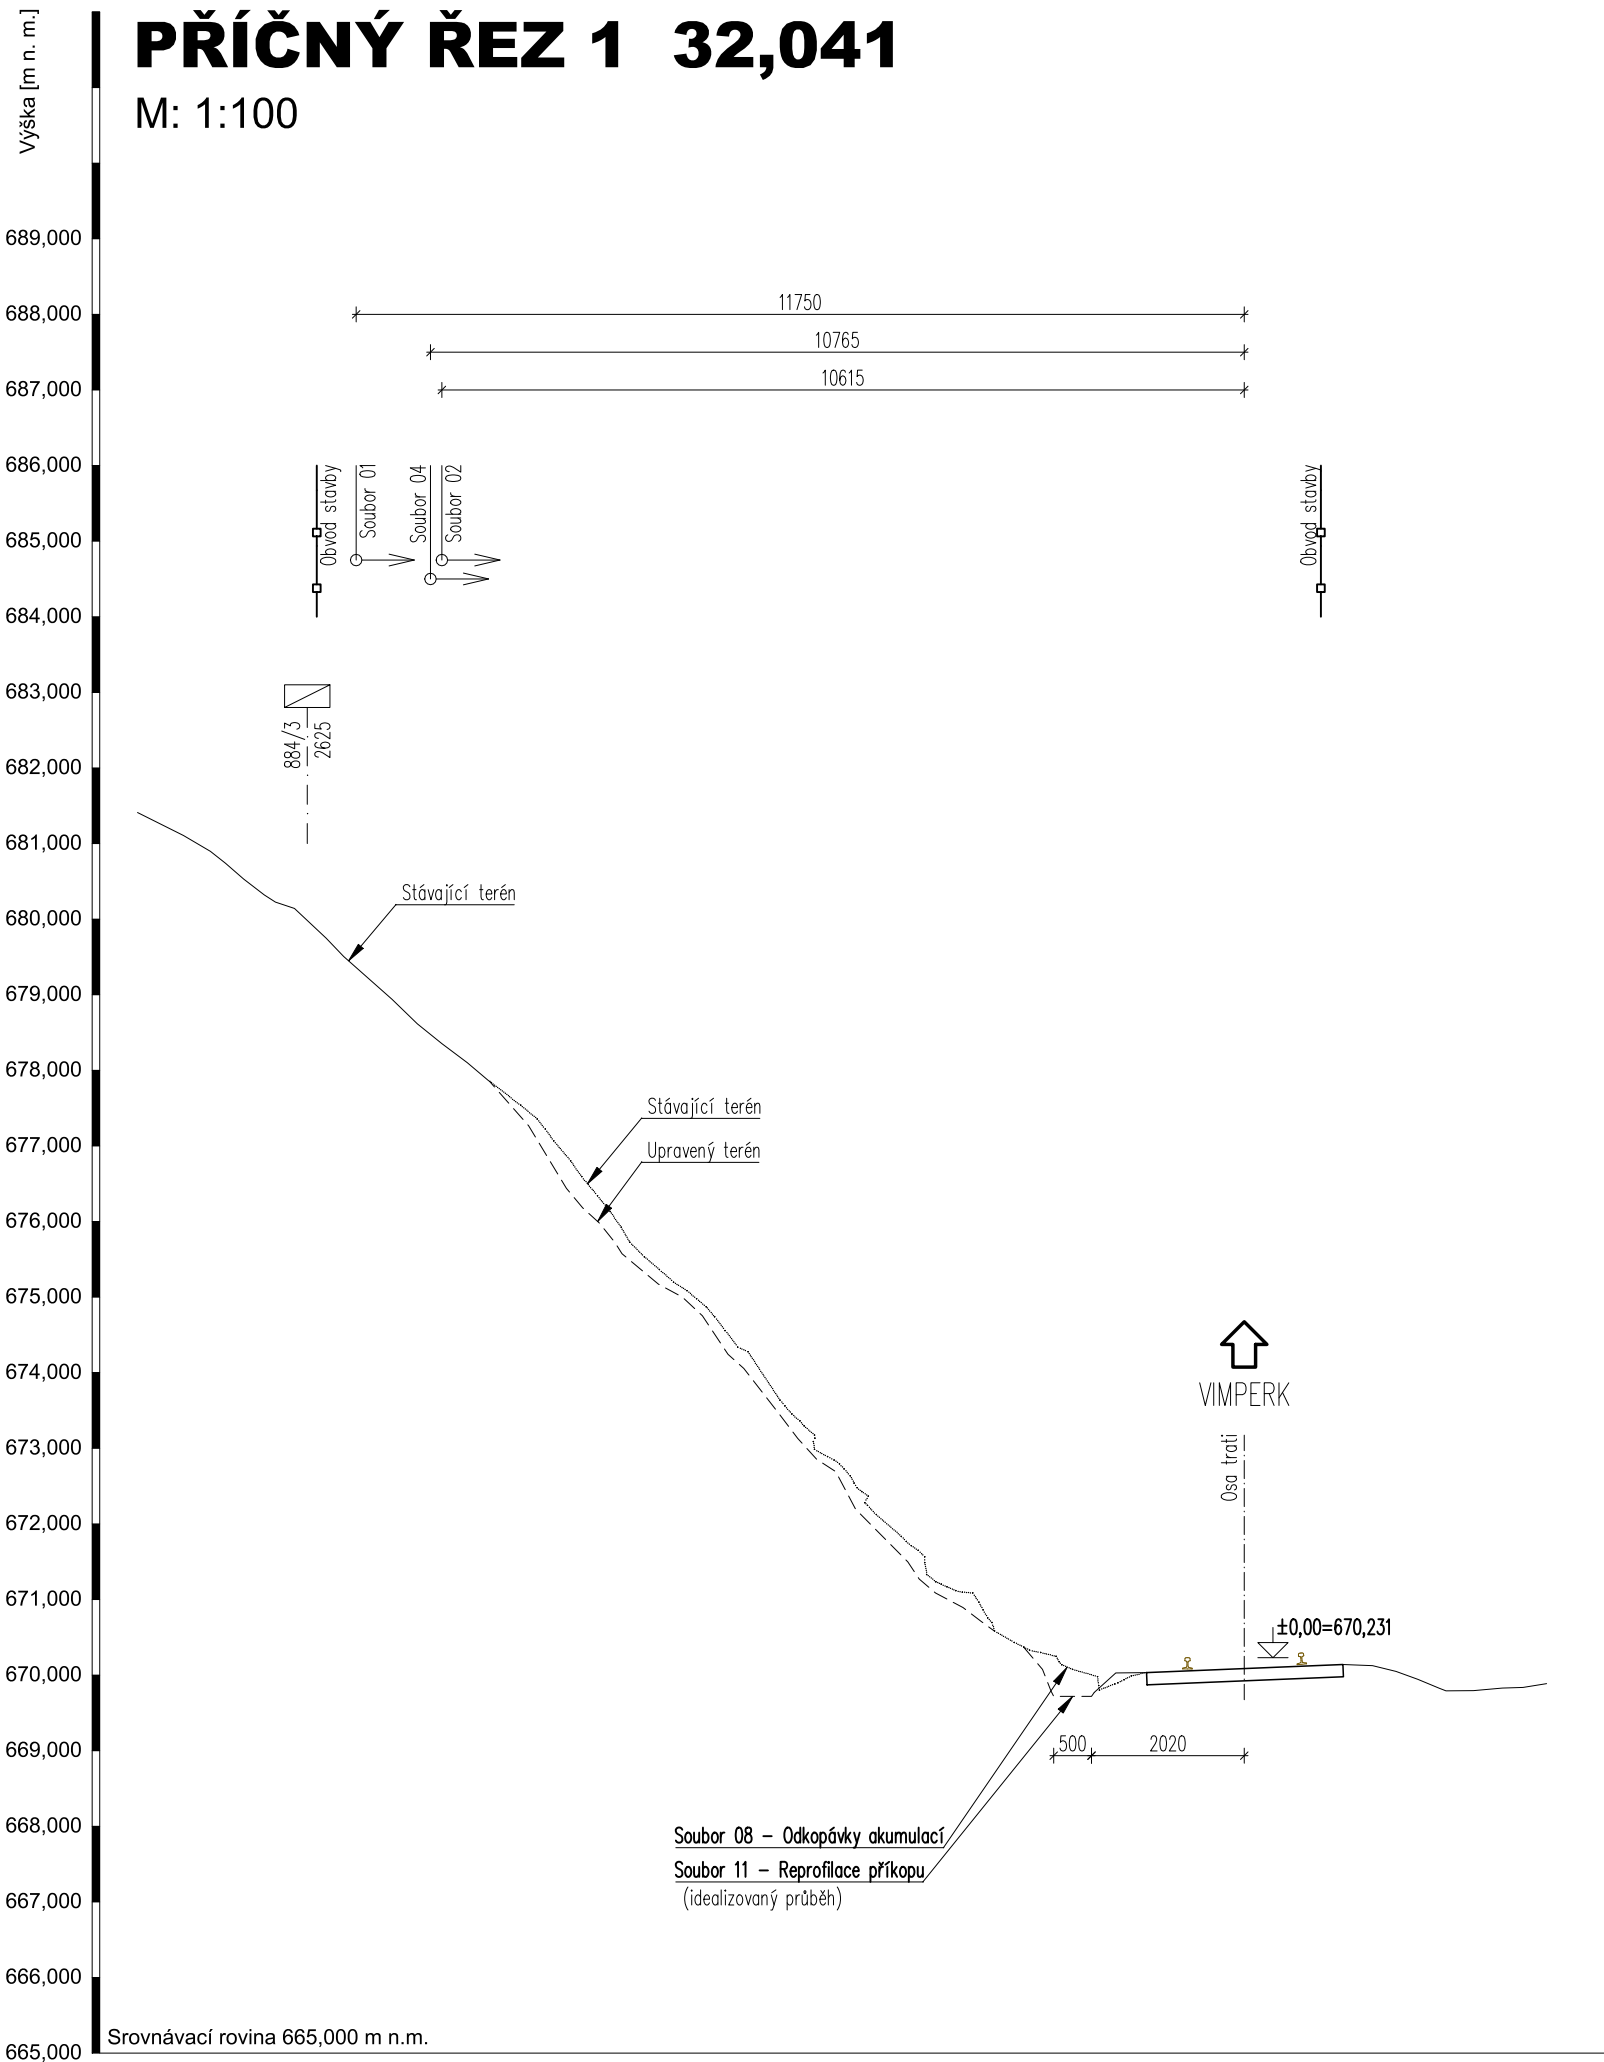 Výška [m n. m.]
PŘÍČNÝ ŘEZ 1 32,041
M: 1:100
689,000
688,000
687,000
686,000
685,000
684,000
683,000
682,000
681,000
680,000
679,000
678,000
677,000
676,000
675,000
674,000
673,000
672,000
671,000
670,000
669,000
668,000
667,000
666,000
665,000
11750
10765
10615
Obvod stavby
Soubor 01
Soubor 04
Soubor 02
Obvod stavby
884/3
2625
Stávající terén
Stávající terén
Upravený terén
VIMPERK
Osa trati
±0,00=670,231
500
2020
Soubor 08 – Odkopávky akumulací
Soubor 11 – Reprofilace příkopu
(idealizovaný průběh)
Srovnávací rovina 665,000 m n.m.